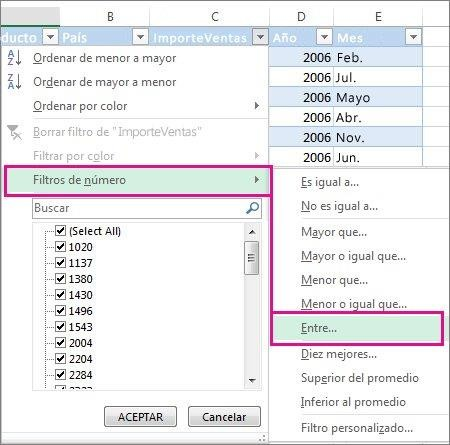 B C D E
ducto País ImporteVentas Año Mes
Ordenar de menor a mayor
Ordenar de mayor a menor
Ordenar por color
Borrar filtro de "ImporteVentas"
Filtrar por color
Filtros de número
Buscar
(Select All)
1020
1137
1380
1430
1496
1543
2004
2204
2284
ACEPTAR Cancelar
2006 Feb.
2006 Jul.
2006 Mayo
2006 Abr.
2006 Nov.
2006 Jun.
Es igual a...
No es igual a...
Mayor que...
Mayor o igual que...
Menor que...
Menor o igual que...
Entre...
Diez mejores...
Superior del promedio
Inferior al promedio
Filtro personalizado...